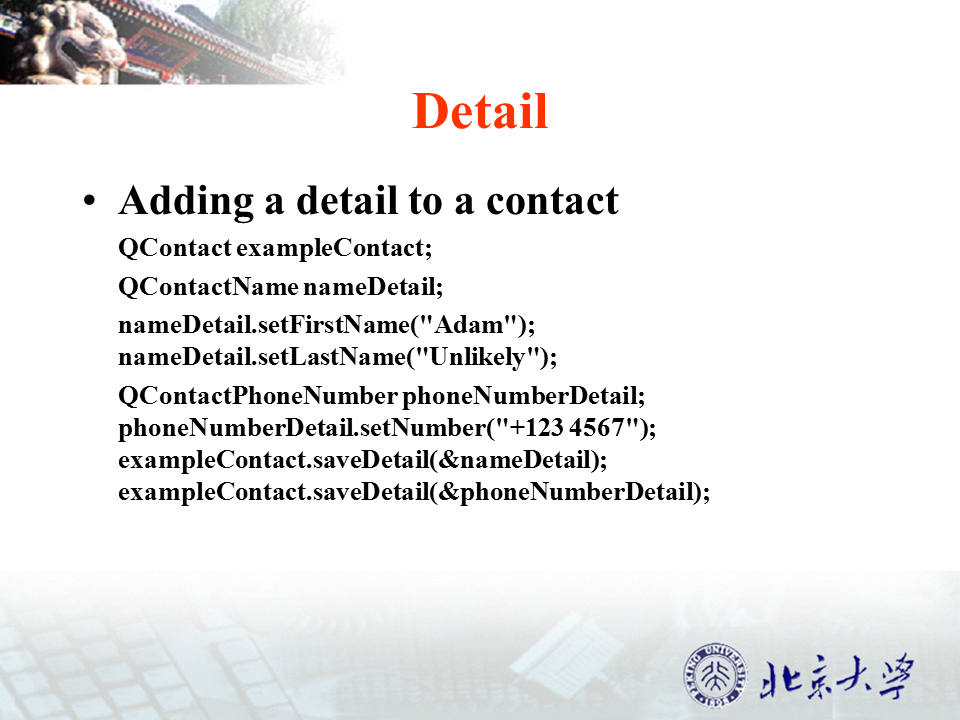 Detail
• Adding a detail to a contact
QContact exampleContact;
QContactName nameDetail;
nameDetail.setFirstName("Adam");
nameDetail.setLastName("Unlikely");
QContactPhoneNumber phoneNumberDetail;
phoneNumberDetail.setNumber("+123 4567");
exampleContact.saveDetail(&nameDetail);
exampleContact.saveDetail(&phoneNumberDetail);
PEKING UNIVERSITY
1898
北京大学